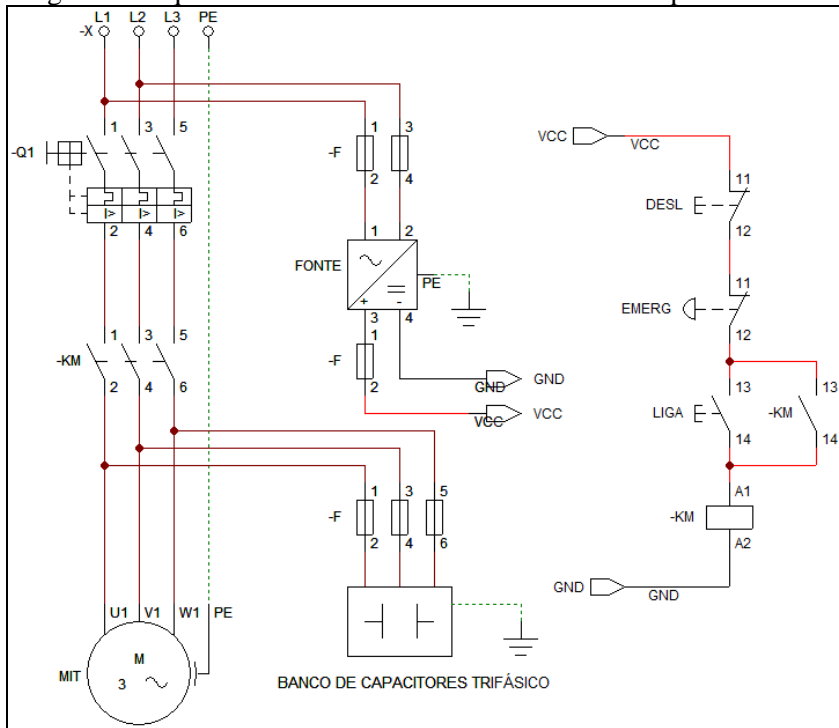 L1 L2 L3 PE
-X
1 3 5
-Q1
I> I> I>
2 4 6
1 3
-F
2 4
1 2
FONTE
PE
+ -
3 4
1
-F
2
GND GND
VCC VCC
1 3 5
-KM
2 4 6
1 3 5
-F
2 4 6
U1 V1 W1 PE
M
3
MIT
BANCO DE CAPACITORES TRIFÁSICO
VCC VCC
11
DESL
12
11
EMERG
12
13 13
LIGA -KM
14 14
A1
-KM
A2
GND GND